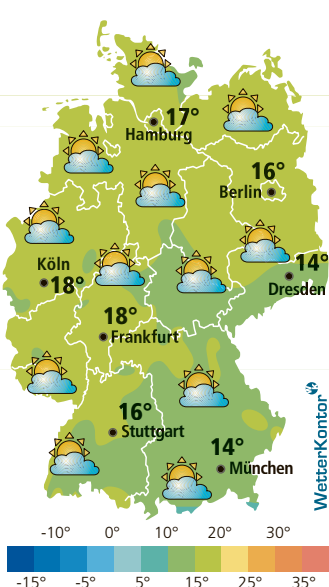 17°
Hamburg
16°
Berlin
14°
Dresden
Köln
18°
18°
Frankfurt
16°
Stuttgart
14°
München
WetterKontor
-10° 0° 10° 20° 30°
-15° -5° 5° 15° 25° 35°